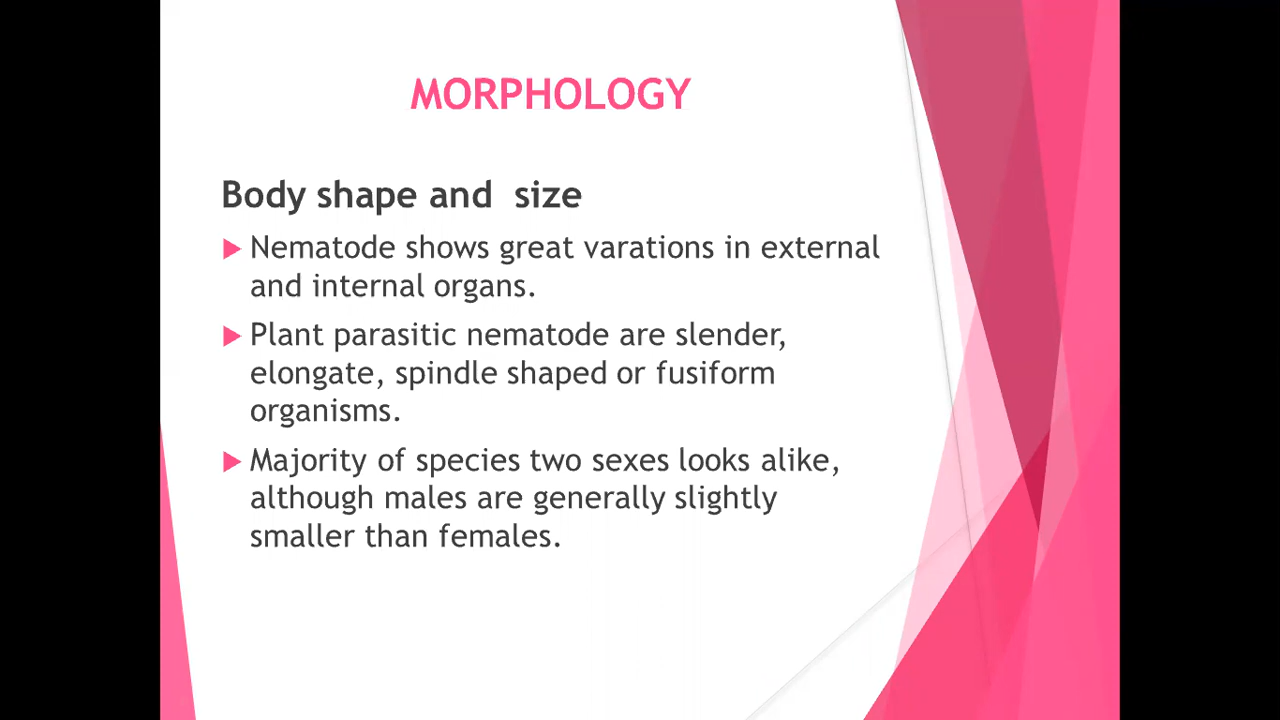 MORPHOLOGY
Body shape and  size
Nematode shows great varations in external
and internal organs.
Plant parasitic nematode are slender,
elongate, spindle shaped or fusiform
organisms.
Majority of species two sexes looks alike,
although males are generally slightly
smaller than females.